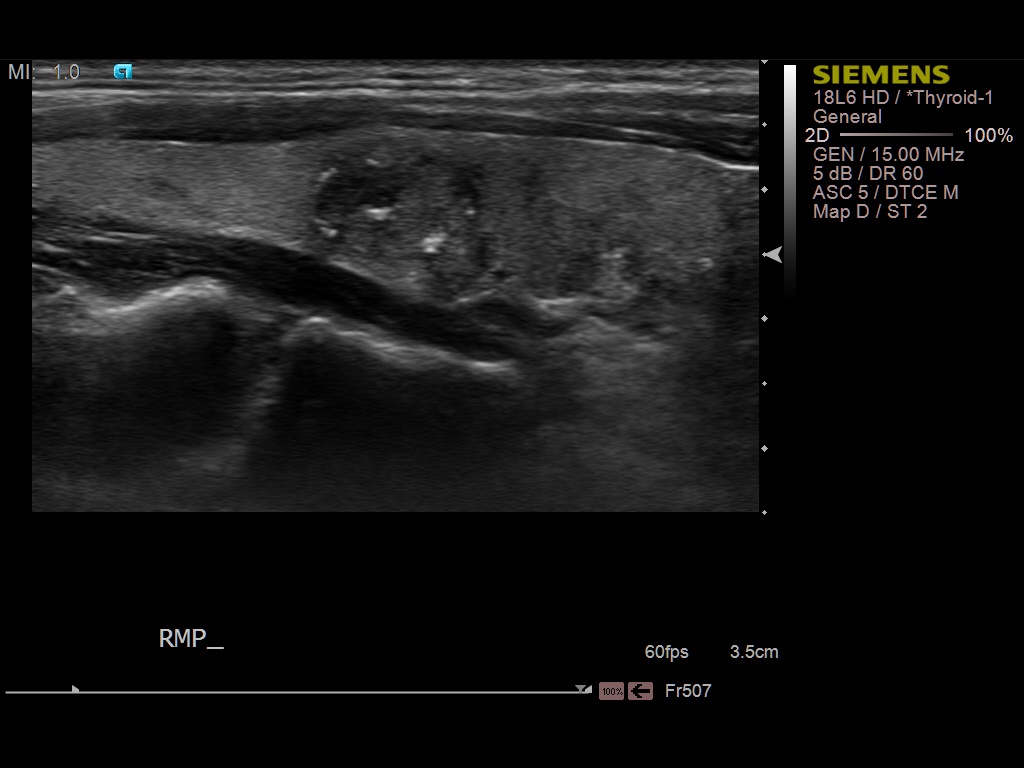 MI: 1.0
SIEMENS
18L6 HD / *Thyroid-1
General
2D 100%
GEN / 15.00 MHz
5 dB / DR 60
ASC 5 / DTCE M
Map D / ST 2
RMP_
60fps 3.5cm
100% Fr507